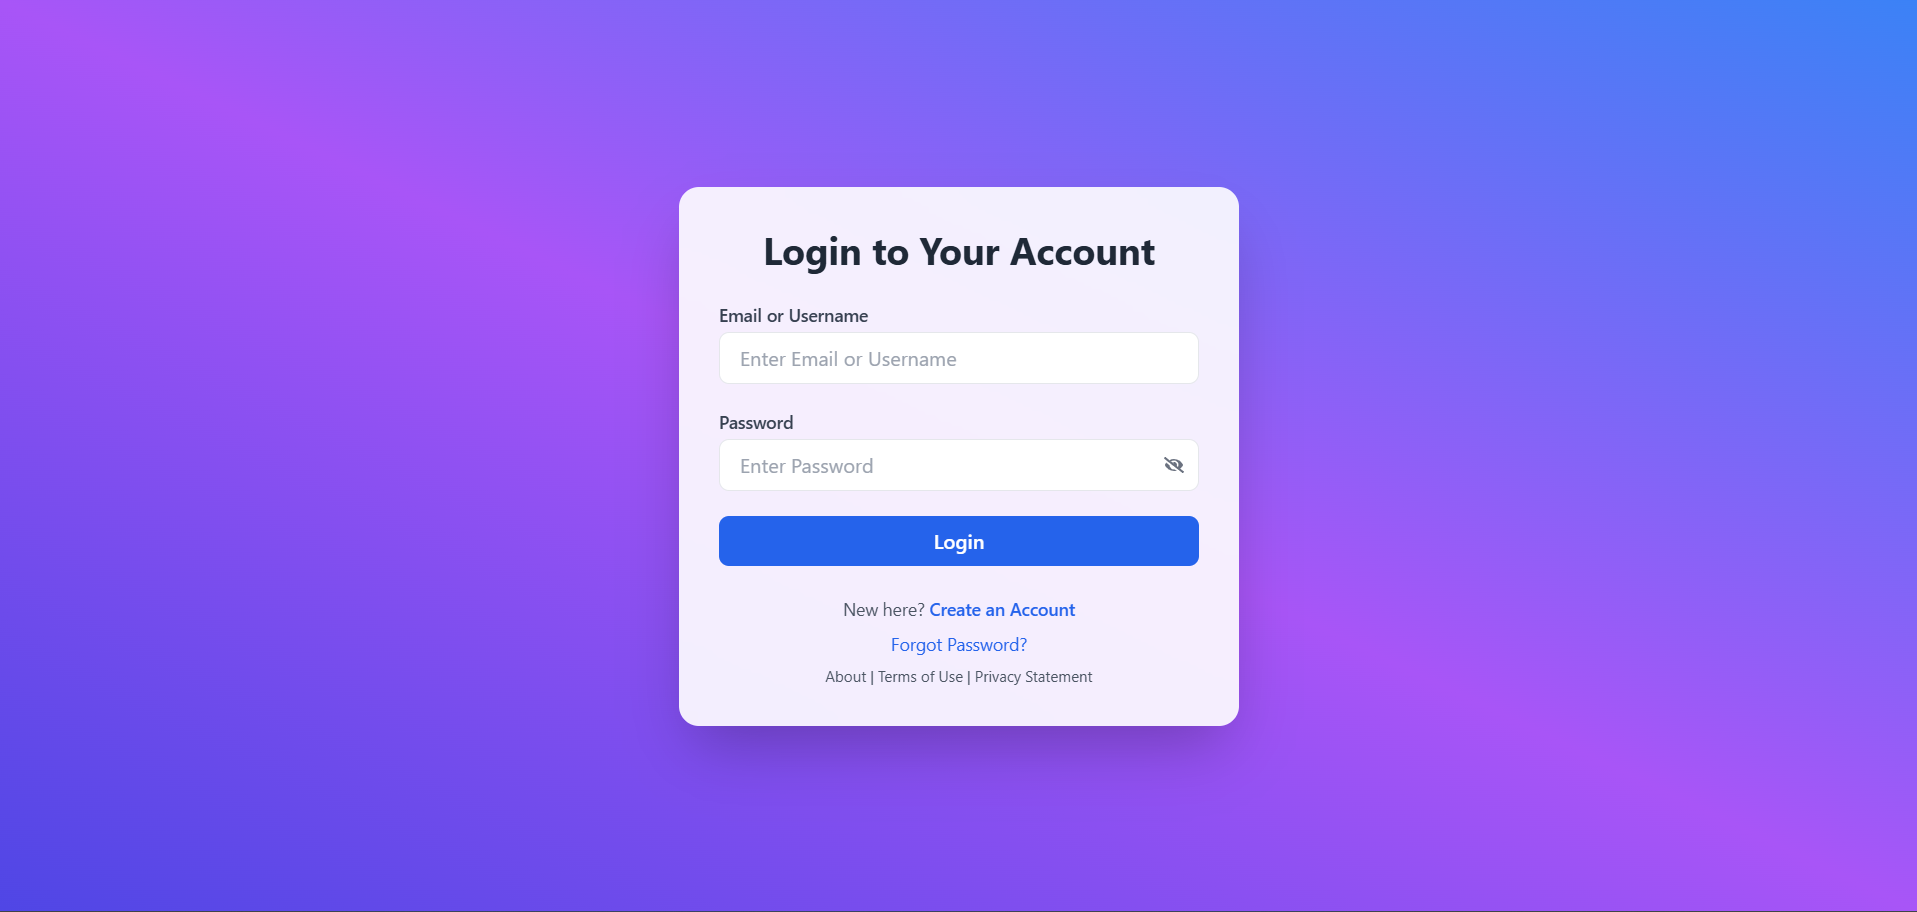 Login to Your Account
Email or Username
Enter Email or Username
Password
Enter Password
Login
New here? Create an Account
Forgot Password?
About | Terms of Use | Privacy Statement